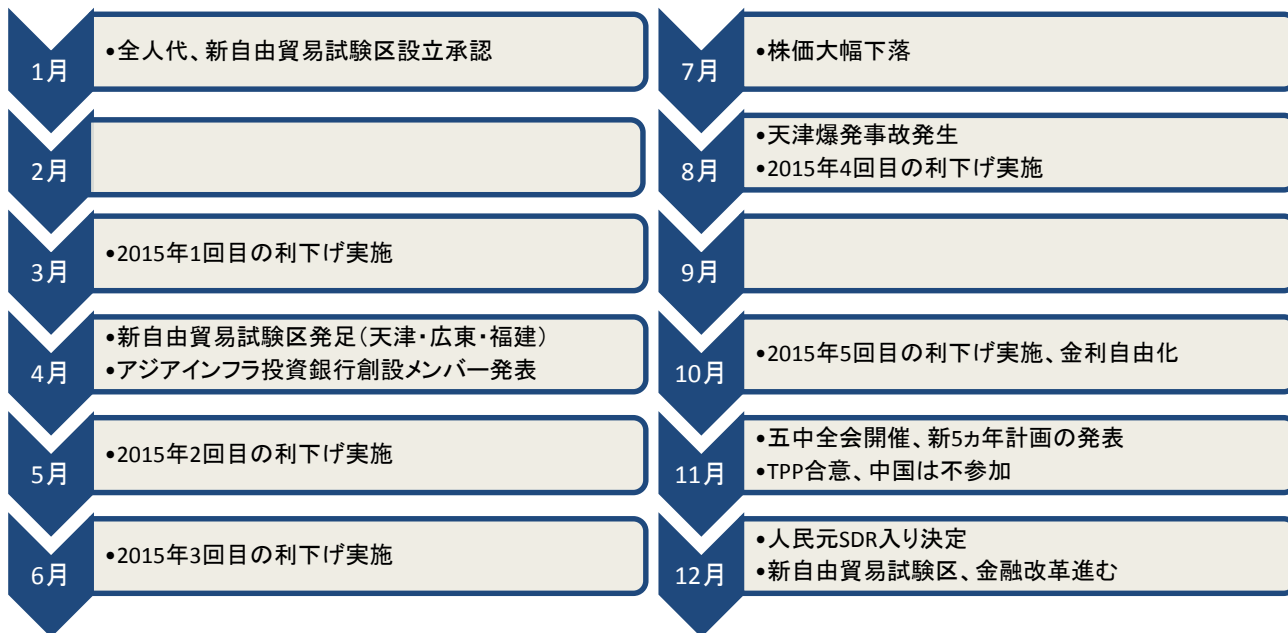 1月
•全人代、新自由貿易試験区設立承認
2月
3月
•2015年1回目の利下げ実施
4月
•新自由貿易試験区発足(天津・広東・福建)
•アジアインフラ投資銀行創設メンバー発表
5月
•2015年2回目の利下げ実施
6月
•2015年3回目の利下げ実施
7月
•株価大幅下落
8月
•天津爆発事故発生
•2015年4回目の利下げ実施
9月
10月
•2015年5回目の利下げ実施、金利自由化
11月
•五中全会開催、新5ヵ年計画の発表
•TPP合意、中国は不参加
12月
•人民元SDR入り決定
•新自由貿易試験区、金融改革進む